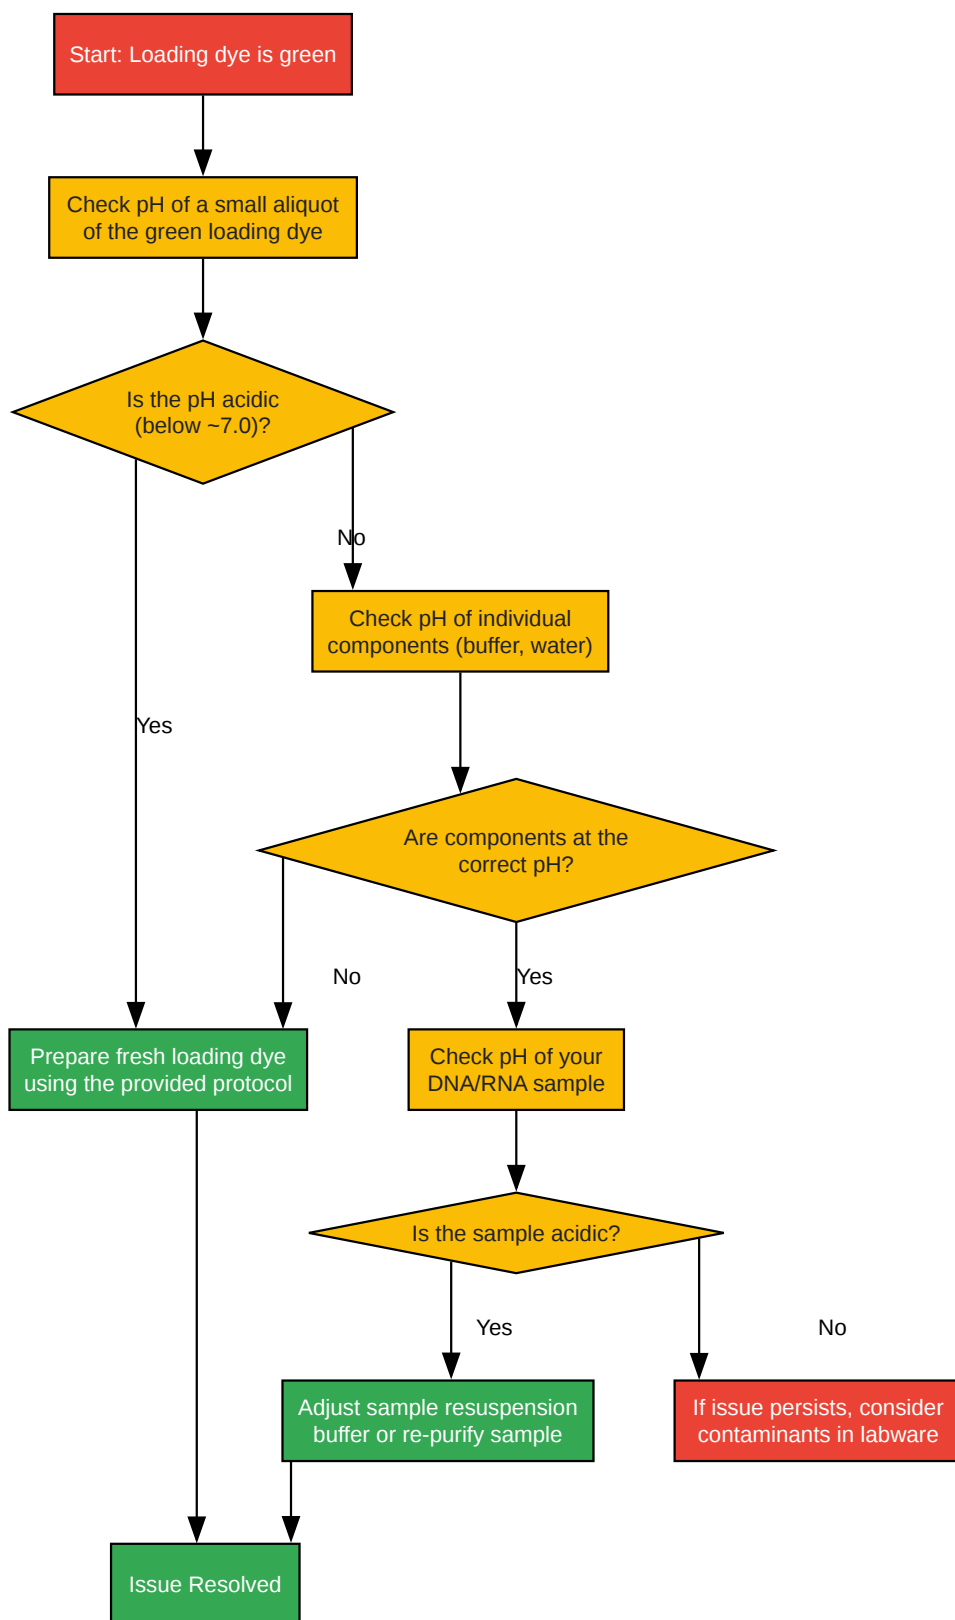 Start: Loading dye is green
Check pH of a small aliquot
of the green loading dye
Is the pH acidic
(below ~7.0)?
No
Check pH of individual
components (buffer, water)
Yes
Are components at the
correct pH?
No
Yes
Prepare fresh loading dye
using the provided protocol
Check pH of your
DNA/RNA sample
Is the sample acidic?
Yes
No
Adjust sample resuspension
buffer or re-purify sample
If issue persists, consider
contaminants in labware
Issue Resolved